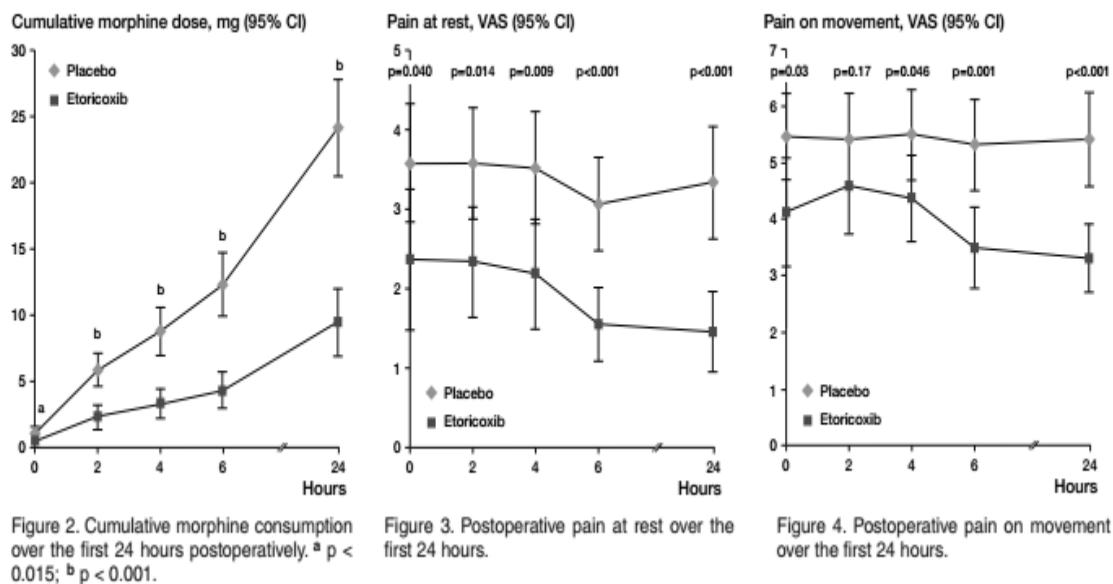 Cumulative morphine dose, mg (95% CI)
30
25
20
15
10
5
0
Placebo
Etoricoxib
a
b
b
b
b
0
2
4
6
24
Hours
Figure 2. Cumulative morphine consumption
over the first 24 hours postoperatively. a p <
0.015; b p < 0.001.
Pain at rest, VAS (95% CI)
5
4
3
2
1
0
p=0.040 p=0.014 p=0.009 p<0.001 p<0.001
Placebo
Etoricoxib
0
2
4
6
24
Hours
Figure 3. Postoperative pain at rest over the
first 24 hours.
Pain on movement, VAS (95% CI)
7
6
5
4
3
2
1
0
p=0.03 p=0.17 p=0.046 p=0.001 p<0.001
Placebo
Etoricoxib
0
2
4
6
24
Hours
Figure 4. Postoperative pain on movement
over the first 24 hours.